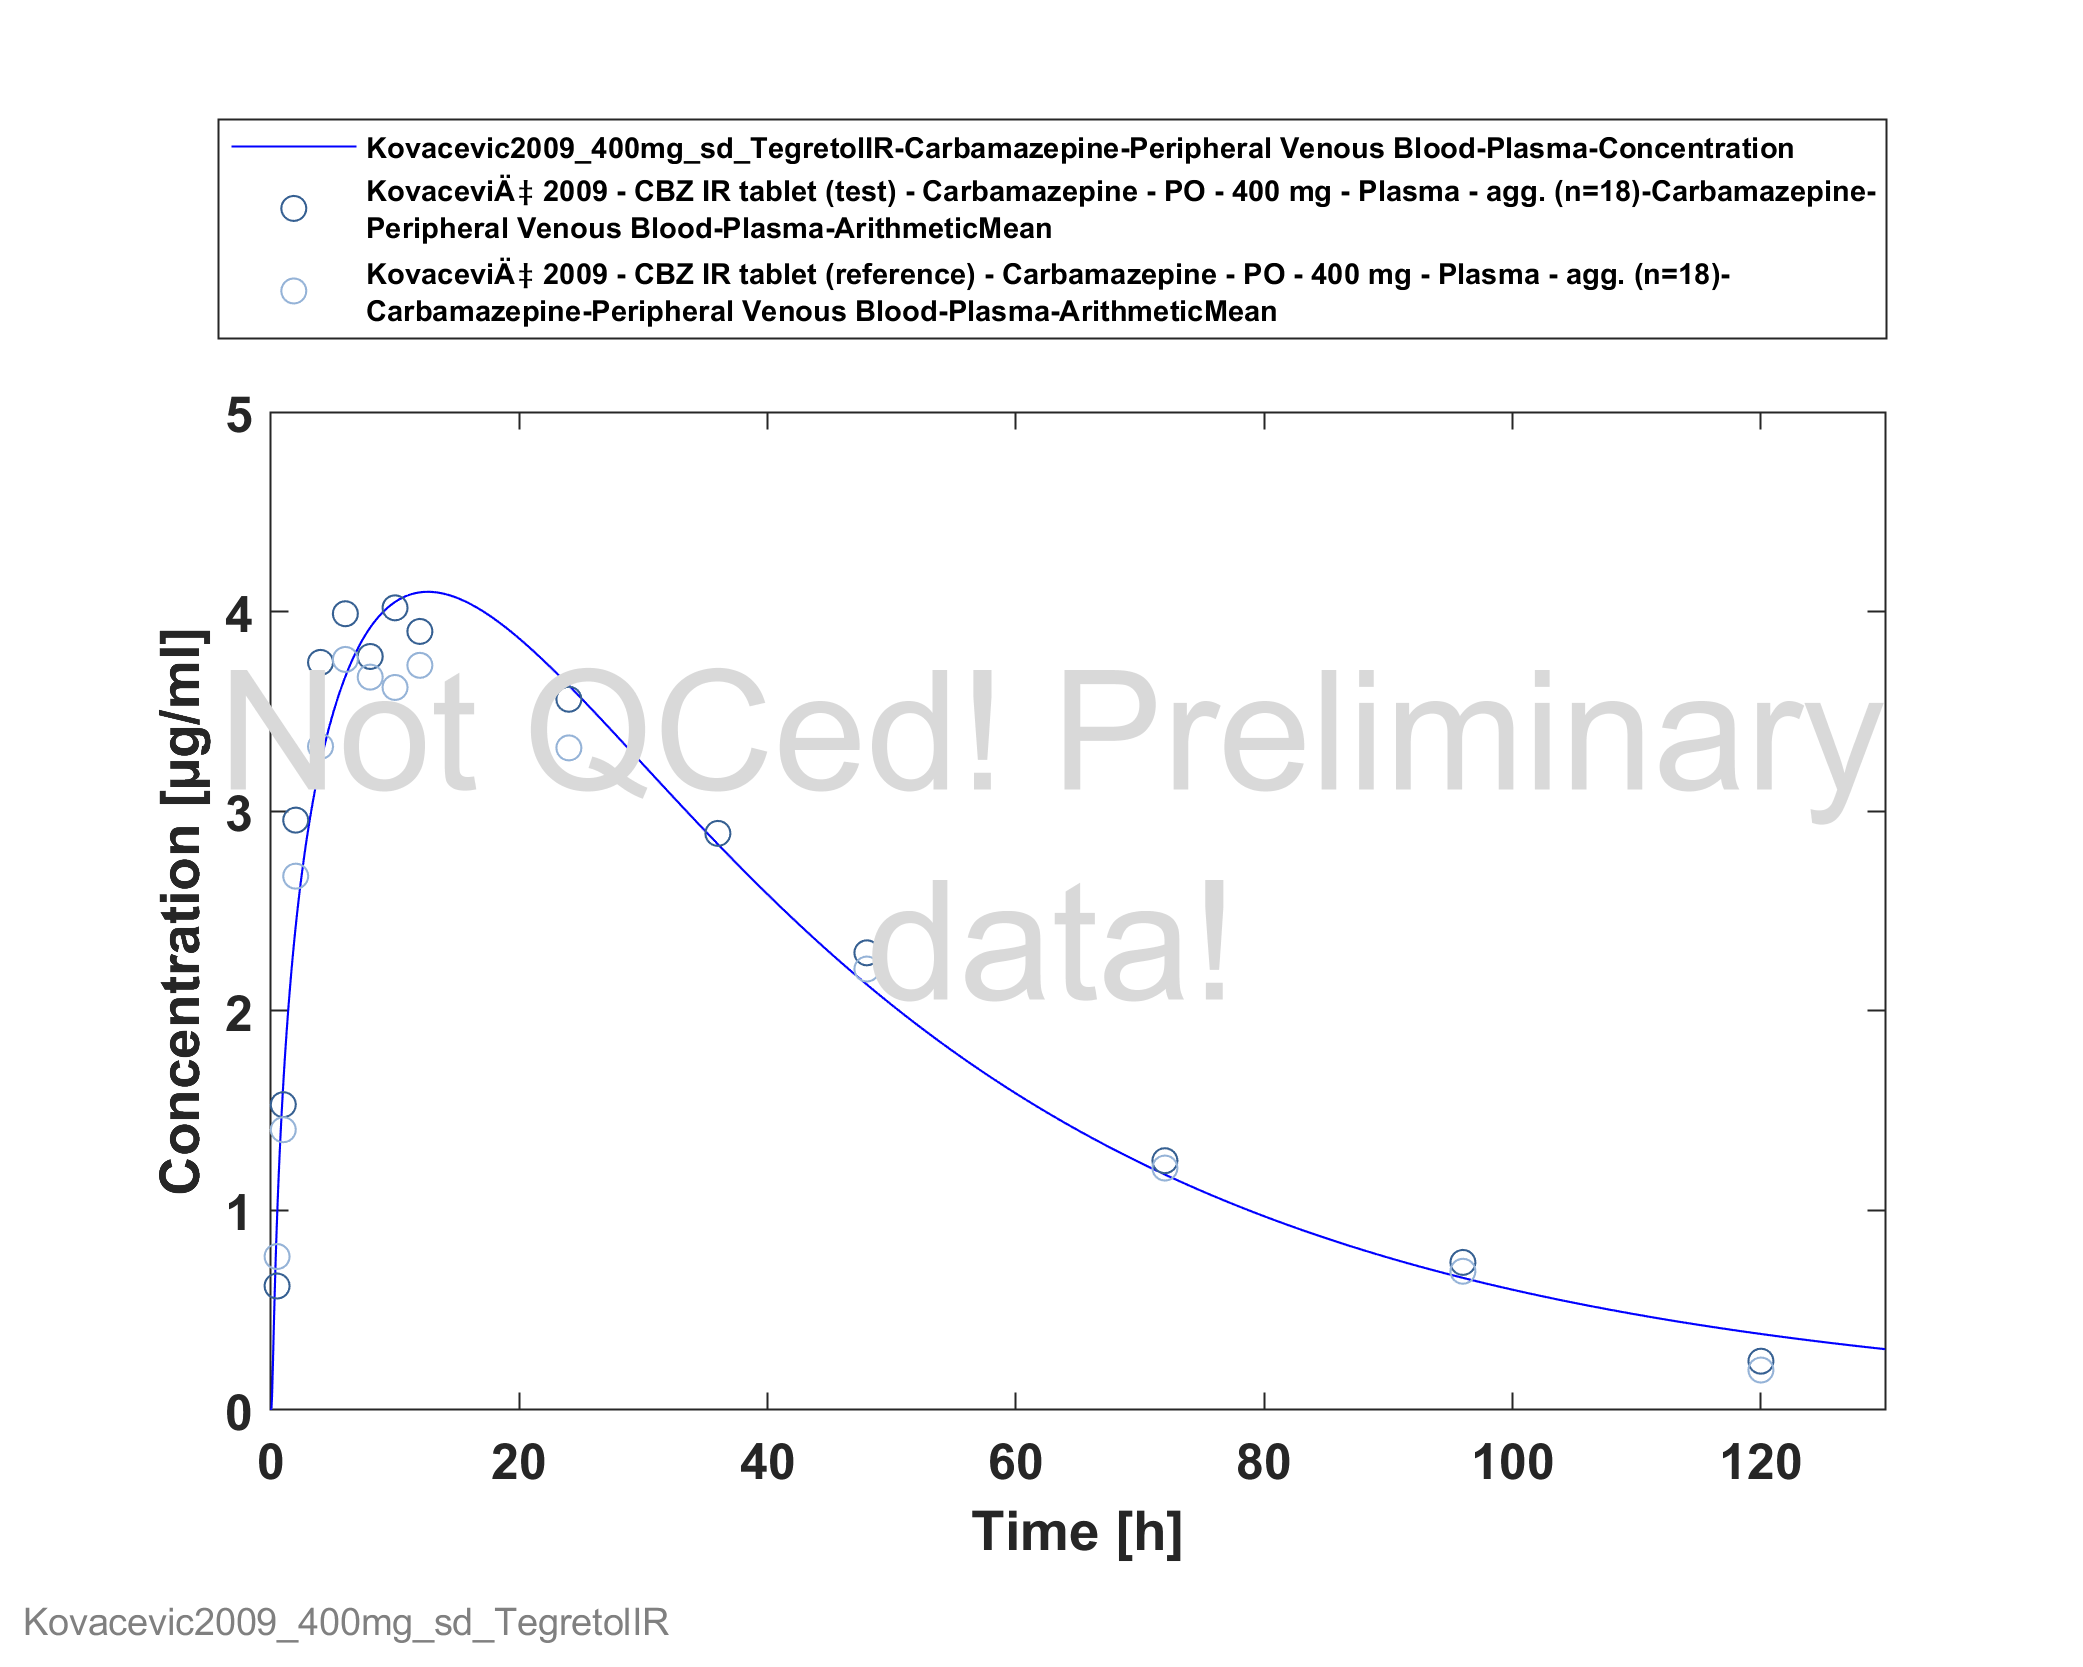 Kovacevic2009_400mg_sd_TegretolIR-Carbamazepine-Peripheral Venous Blood-Plasma-Concentration
KovaceviÄ‡ 2009 - CBZ IR tablet (test) - Carbamazepine - PO - 400 mg - Plasma - agg. (n=18)-Carbamazepine-
Peripheral Venous Blood-Plasma-ArithmeticMean
KovaceviÄ‡ 2009 - CBZ IR tablet (reference) - Carbamazepine - PO - 400 mg - Plasma - agg. (n=18)-
Carbamazepine-Peripheral Venous Blood-Plasma-ArithmeticMean
5
4
3
2
1
0
Concentration [µg/ml]
Not QCed! Preliminary
data!
0 20 40 60 80 100 120
Time [h]
Kovacevic2009_400mg_sd_TegretolIR